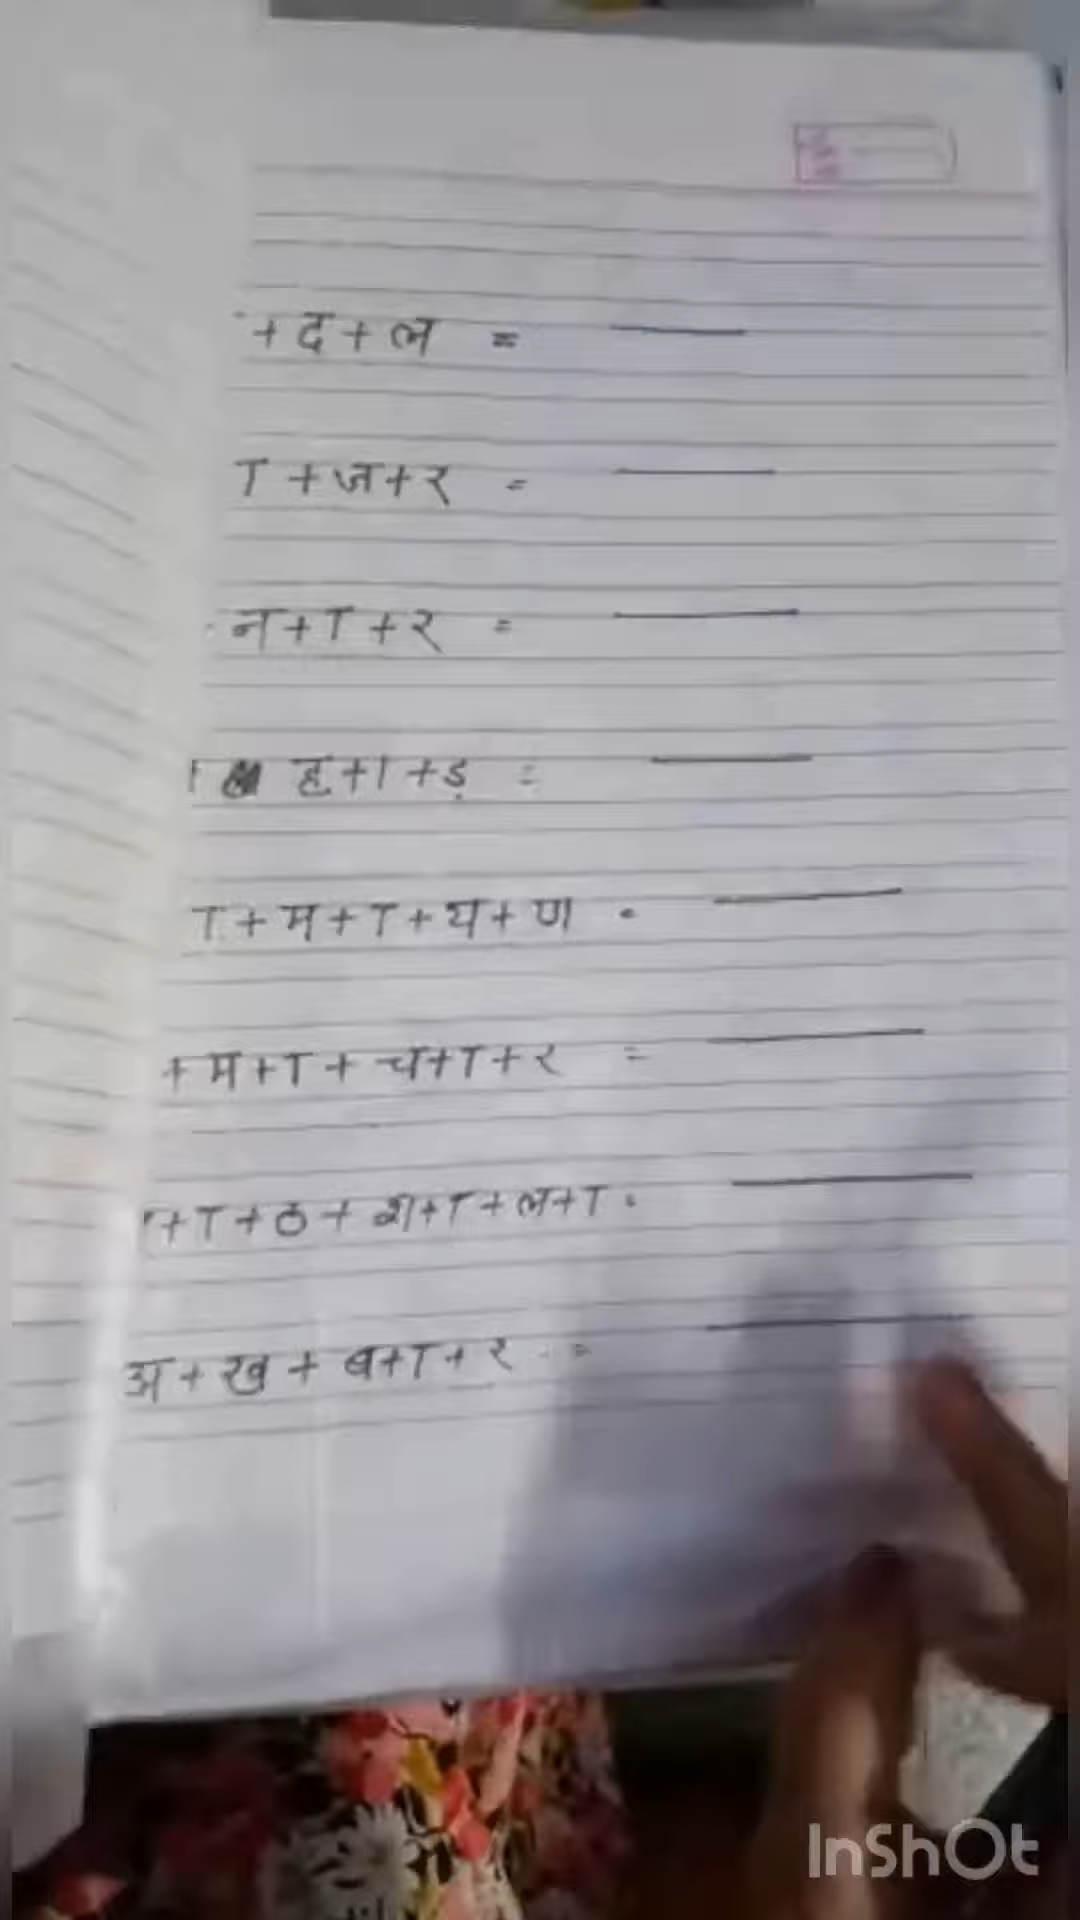 + द + ल =
ा + ज + र =
न + ा + र =
ह + ा + ड़ =
ा + म + ा + य + ण =
+ म + ा + च + ा + र =
+ ा + ठ + श + ा + ल + ा =
अ + ख + ब + ा + र =
InShOt